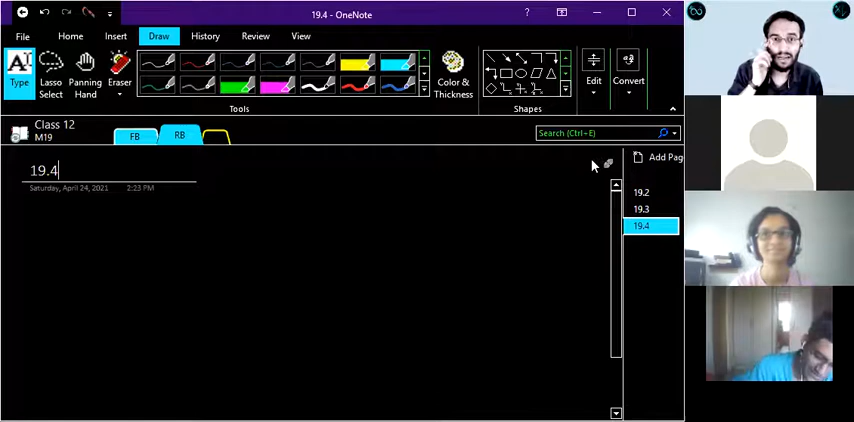 19.4 - OneNote
?
File
Home
Insert
Draw
History
Review
View
Type
Lasso
Select
Panning
Hand
Eraser
Color &
Thickness
Edit
Convert
Tools
Shapes
Class 12
M19
FB
RB
Search (Ctrl+E)
19.4
Saturday, April 24, 2021
2:23 PM
Add Pag
19.2
19.3
19.4